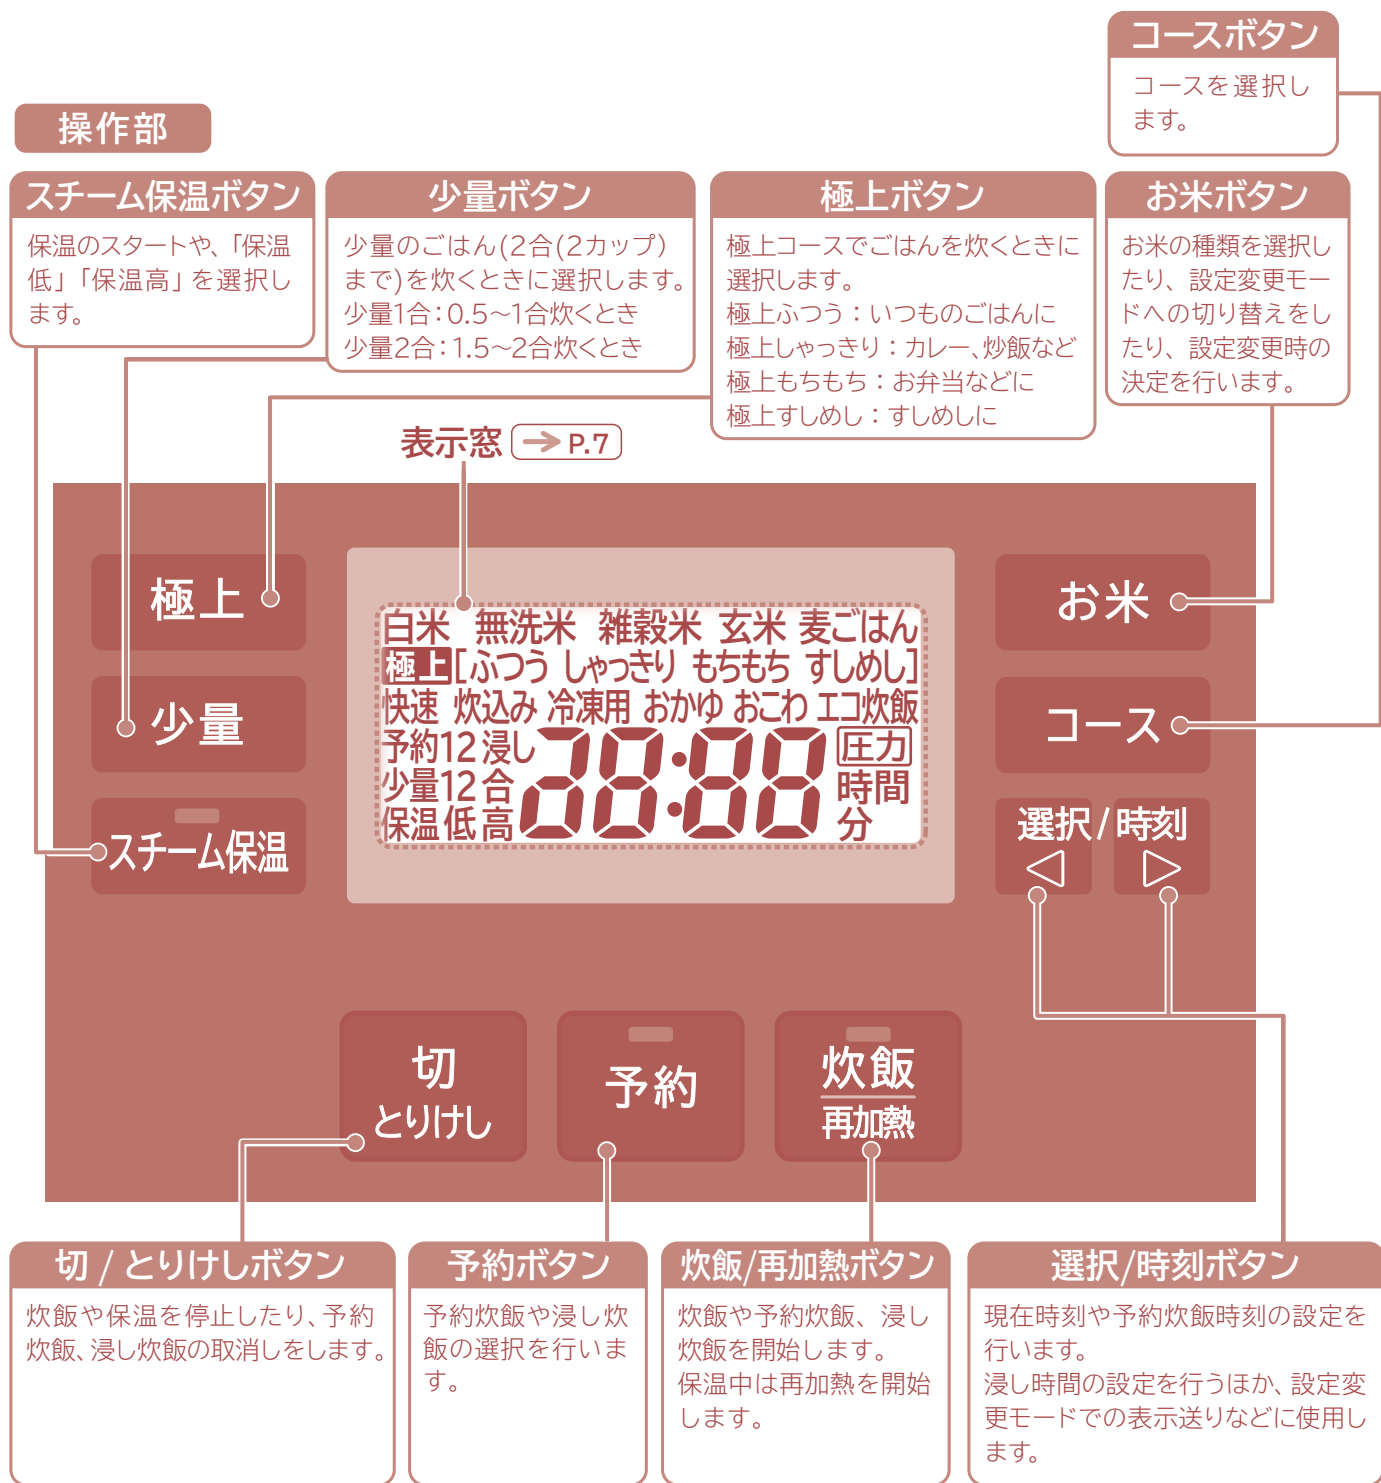 コースボタン
コースを選択し
ます。
操作部
スチーム保温ボタン
保温のスタートや、「保温
低」「保温高」を選択し
ます。
少量ボタン
少量のごはん(2合(2カップ)
まで)を炊くときに選択します。
少量1合：0.5～1合炊くとき
少量2合：1.5～2合炊くとき
極上ボタン
極上コースでごはんを炊くときに
選択します。
極上ふつう：いつものごはんに
極上しゃっきり：カレー、炒飯など
極上もちもち：お弁当などに
極上すしめし：すしめしに
お米ボタン
お米の種類を選択し
たり、設定変更モー
ドへの切り替えをし
たり、設定変更時の
決定を行います。
表示窓 → P.7
極上
少量
スチーム保温
白米 無洗米 雑穀米 玄米 麦ごはん
極上[ふつう しゃっきり もちもち すしめし]
快速 炊込み 冷凍用 おかゆ おこわ エコ炊飯
予約12 浸し
少量12合
保温低高
28:88
圧力
時間
分
お米
コース
選択/時刻
◁ ▷
切
とりけし
予約
炊飯
再加熱
切 / とりけしボタン
炊飯や保温を停止したり、予約
炊飯、浸し炊飯の取消しをします。
予約ボタン
予約炊飯や浸し炊
飯の選択を行いま
す。
炊飯/再加熱ボタン
炊飯や予約炊飯、浸し
炊飯を開始します。
保温中は再加熱を開始
します。
選択/時刻ボタン
現在時刻や予約炊飯時刻の設定を
行います。
浸し時間の設定を行うほか、設定変
更モードでの表示送りなどに使用し
ます。